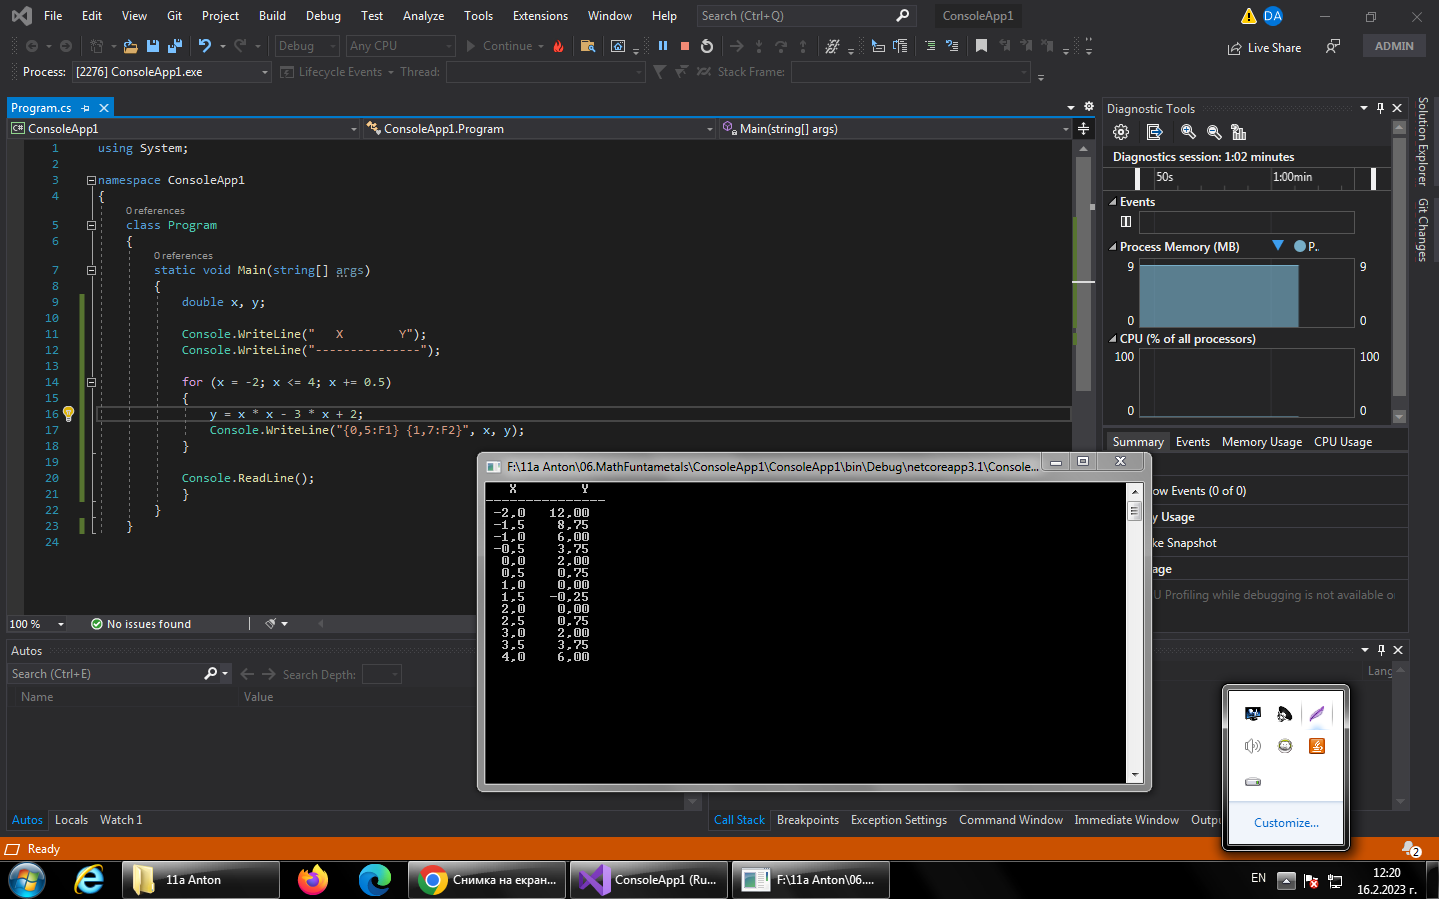 File Edit View Git Project Build Debug Test Analyze Tools Extensions Window Help Search (Ctrl+Q) ConsoleApp1 DA
Debug Any CPU Continue Live Share ADMIN
Process: [2276] ConsoleApp1.exe Lifecycle Events Thread: Stack Frame:
Program.cs
C# ConsoleApp1 ConsoleApp1.Program Main(string[] args)
1 using System;
2
3 namespace ConsoleApp1
4 {
0 references
5 class Program
6 {
0 references
7 static void Main(string[] args)
8 {
9 double x, y;
10
11 Console.WriteLine("   X        Y");
12 Console.WriteLine("---------------");
13
14 for (x = -2; x <= 4; x += 0.5)
15 {
16 y = x * x - 3 * x + 2;
17 Console.WriteLine("{0,5:F1} {1,7:F2}", x, y);
18 }
19
20 Console.ReadLine();
21 }
22 }
23 }
24
100 % No issues found
Diagnostic Tools
Diagnostics session: 1:02 minutes
50s 1:00min
Events
Process Memory (MB) P..
9 9
0 0
CPU (% of all processors)
100 100
0 0
Summary Events Memory Usage CPU Usage
ow Events (0 of 0)
y Usage
ke Snapshot
age
U Profiling while debugging is not available o
Solution Explorer
Git Changes
Autos
Search (Ctrl+E) Search Depth:
Name Value
Lang
Autos Locals Watch 1
Call Stack Breakpoints Exception Settings Command Window Immediate Window Outp
F:\11a Anton\06.MathFuntametals\ConsoleApp1\ConsoleApp1\bin\Debug\netcoreapp3.1\Console...
X Y
---------------
-2,0 12,00
-1,5 8,75
-1,0 6,00
-0,5 3,75
0,0 2,00
0,5 0,75
1,0 0,00
1,5 -0,25
2,0 0,00
2,5 0,75
3,0 2,00
3,5 3,75
4,0 6,00
Customize...
Ready 2
11a Anton Снимка на екран... ConsoleApp1 (Ru... F:\11a Anton\06....
EN
12:20
16.2.2023 г.